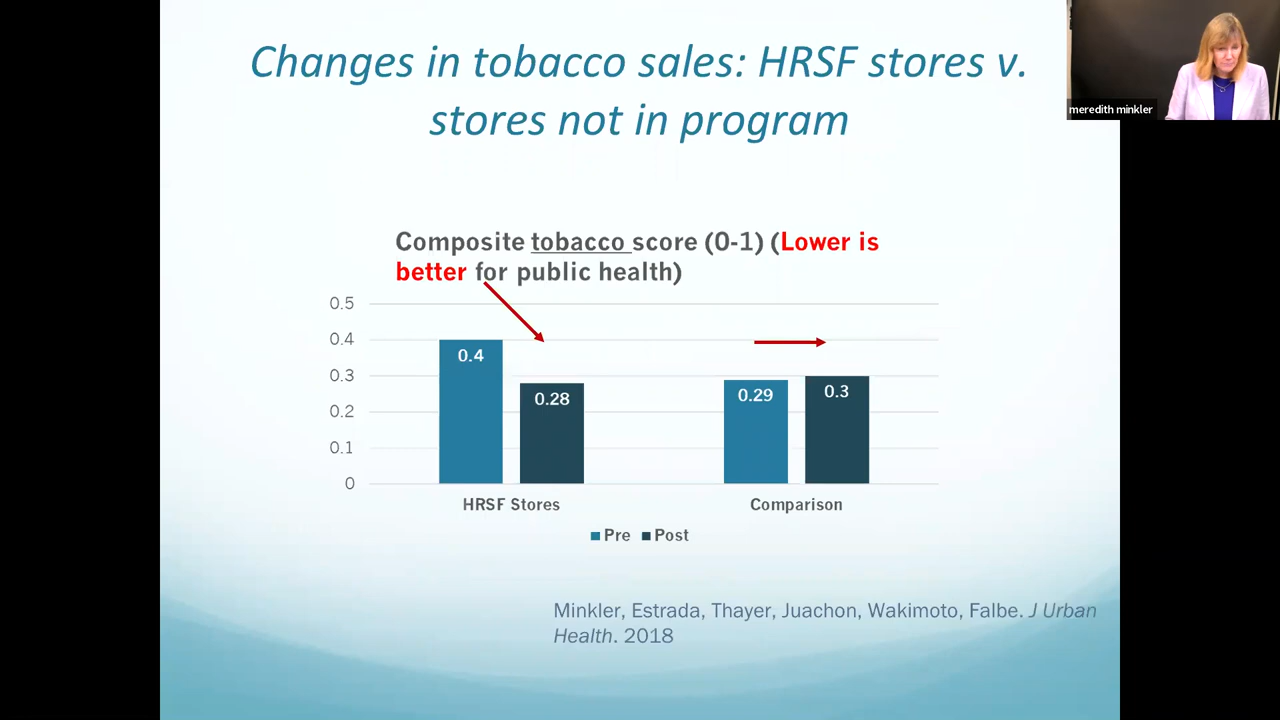 Changes in tobacco sales: HRSF stores v.
stores not in program
meredith minkler
Composite tobacco score (0-1) (Lower is
better for public health)
0.5
0.4
0.3
0.2
0.1
0
0.4
0.28
0.29
0.3
HRSF Stores
Comparison
Pre Post
Minkler, Estrada, Thayer, Juachon, Wakimoto, Falbe. J Urban
Health. 2018